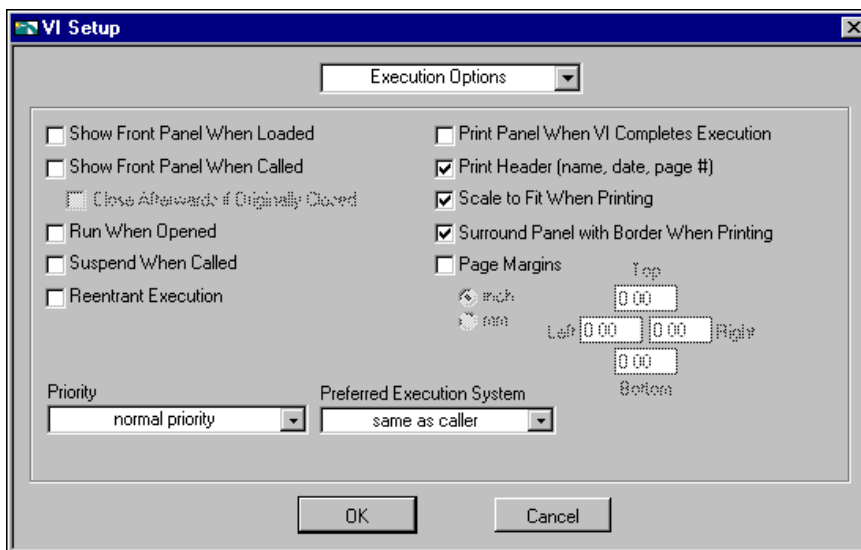 VI Setup
Execution Options
Show Front Panel When Loaded
Show Front Panel When Called
Close Afterwards if Originally Closed
Run When Opened
Suspend When Called
Reentrant Execution
Print Panel When VI Completes Execution
Print Header (name, date, page #)
Scale to Fit When Printing
Surround Panel with Border When Printing
Page Margins
inch
mm
Top
0.00
Left 0.00 0.00 Right
0.00
Bottom
Priority
normal priority
Preferred Execution System
same as caller
OK
Cancel